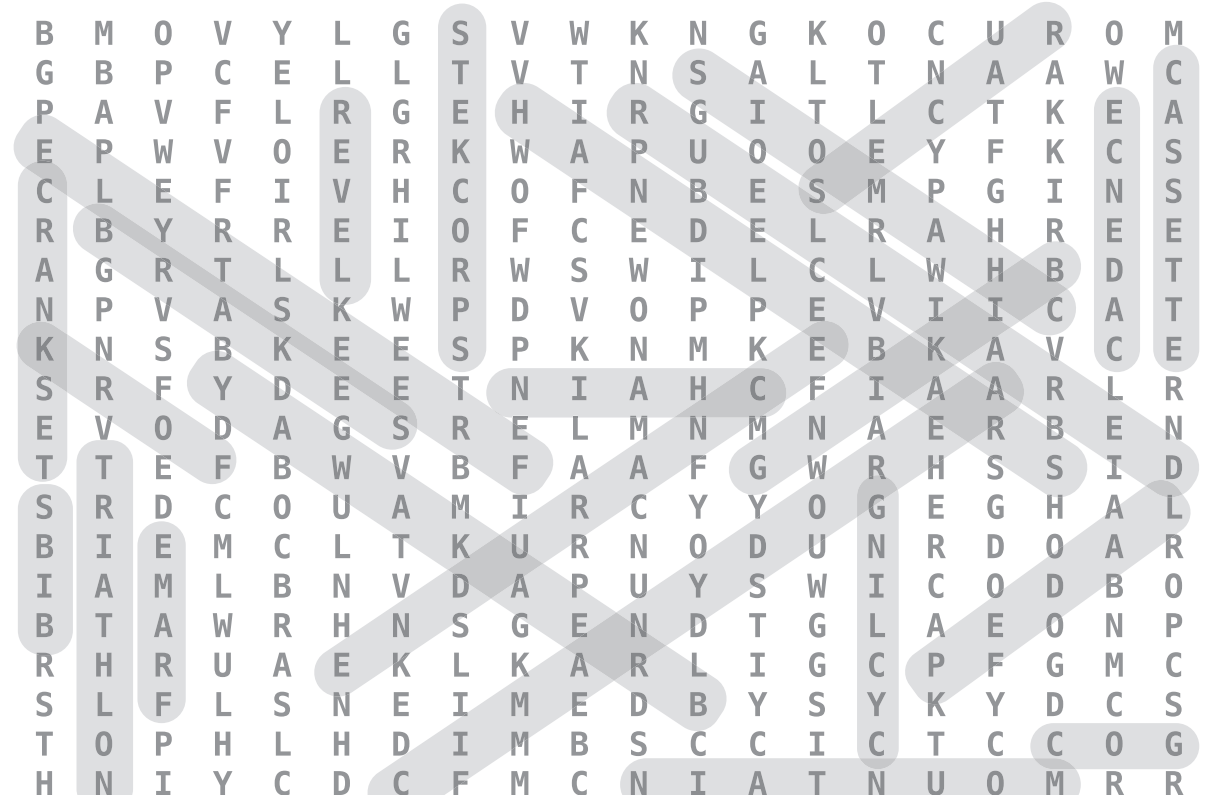 B M O V Y L G S V W K N G K O C U R O M
G B P C E L L T V T N S A L T N A A W C
P A V F L R G E H I R G I T L C T K E A
E P W V O E R K W A P U O O E Y F K C S
C L E F I V H C O F N B E S M P G I N S
R B Y R R E I O F C E D E L R A H R E E
A G R T L L L R W S W I L C L W H B D T
N P V A S K W P D V O P P E V I I C A T
K N S B K E E S P K N M K E B K A V C E
S R F Y D E E T N I A H C F I A A R L R
E V O D A G S R E L M N M N A E R B E N
T T E F B W V B F A A F G W R H S S I D
S R D C O U A M I R C Y Y O G E G H A L
B I E M C L T K U R N O D U N R D O A R
I A M L B N V D A P U Y S W I C O D B O
B T A W R H N S G E N D T G L A E O N P
R H R U A E K L K A R L I G C P F G M C
S L F L S N E I M E D B Y S Y K Y D C S
T O P H L H D I M B S C C I C T C C O G
H N I Y C D C F M C N I A T N U O M R R